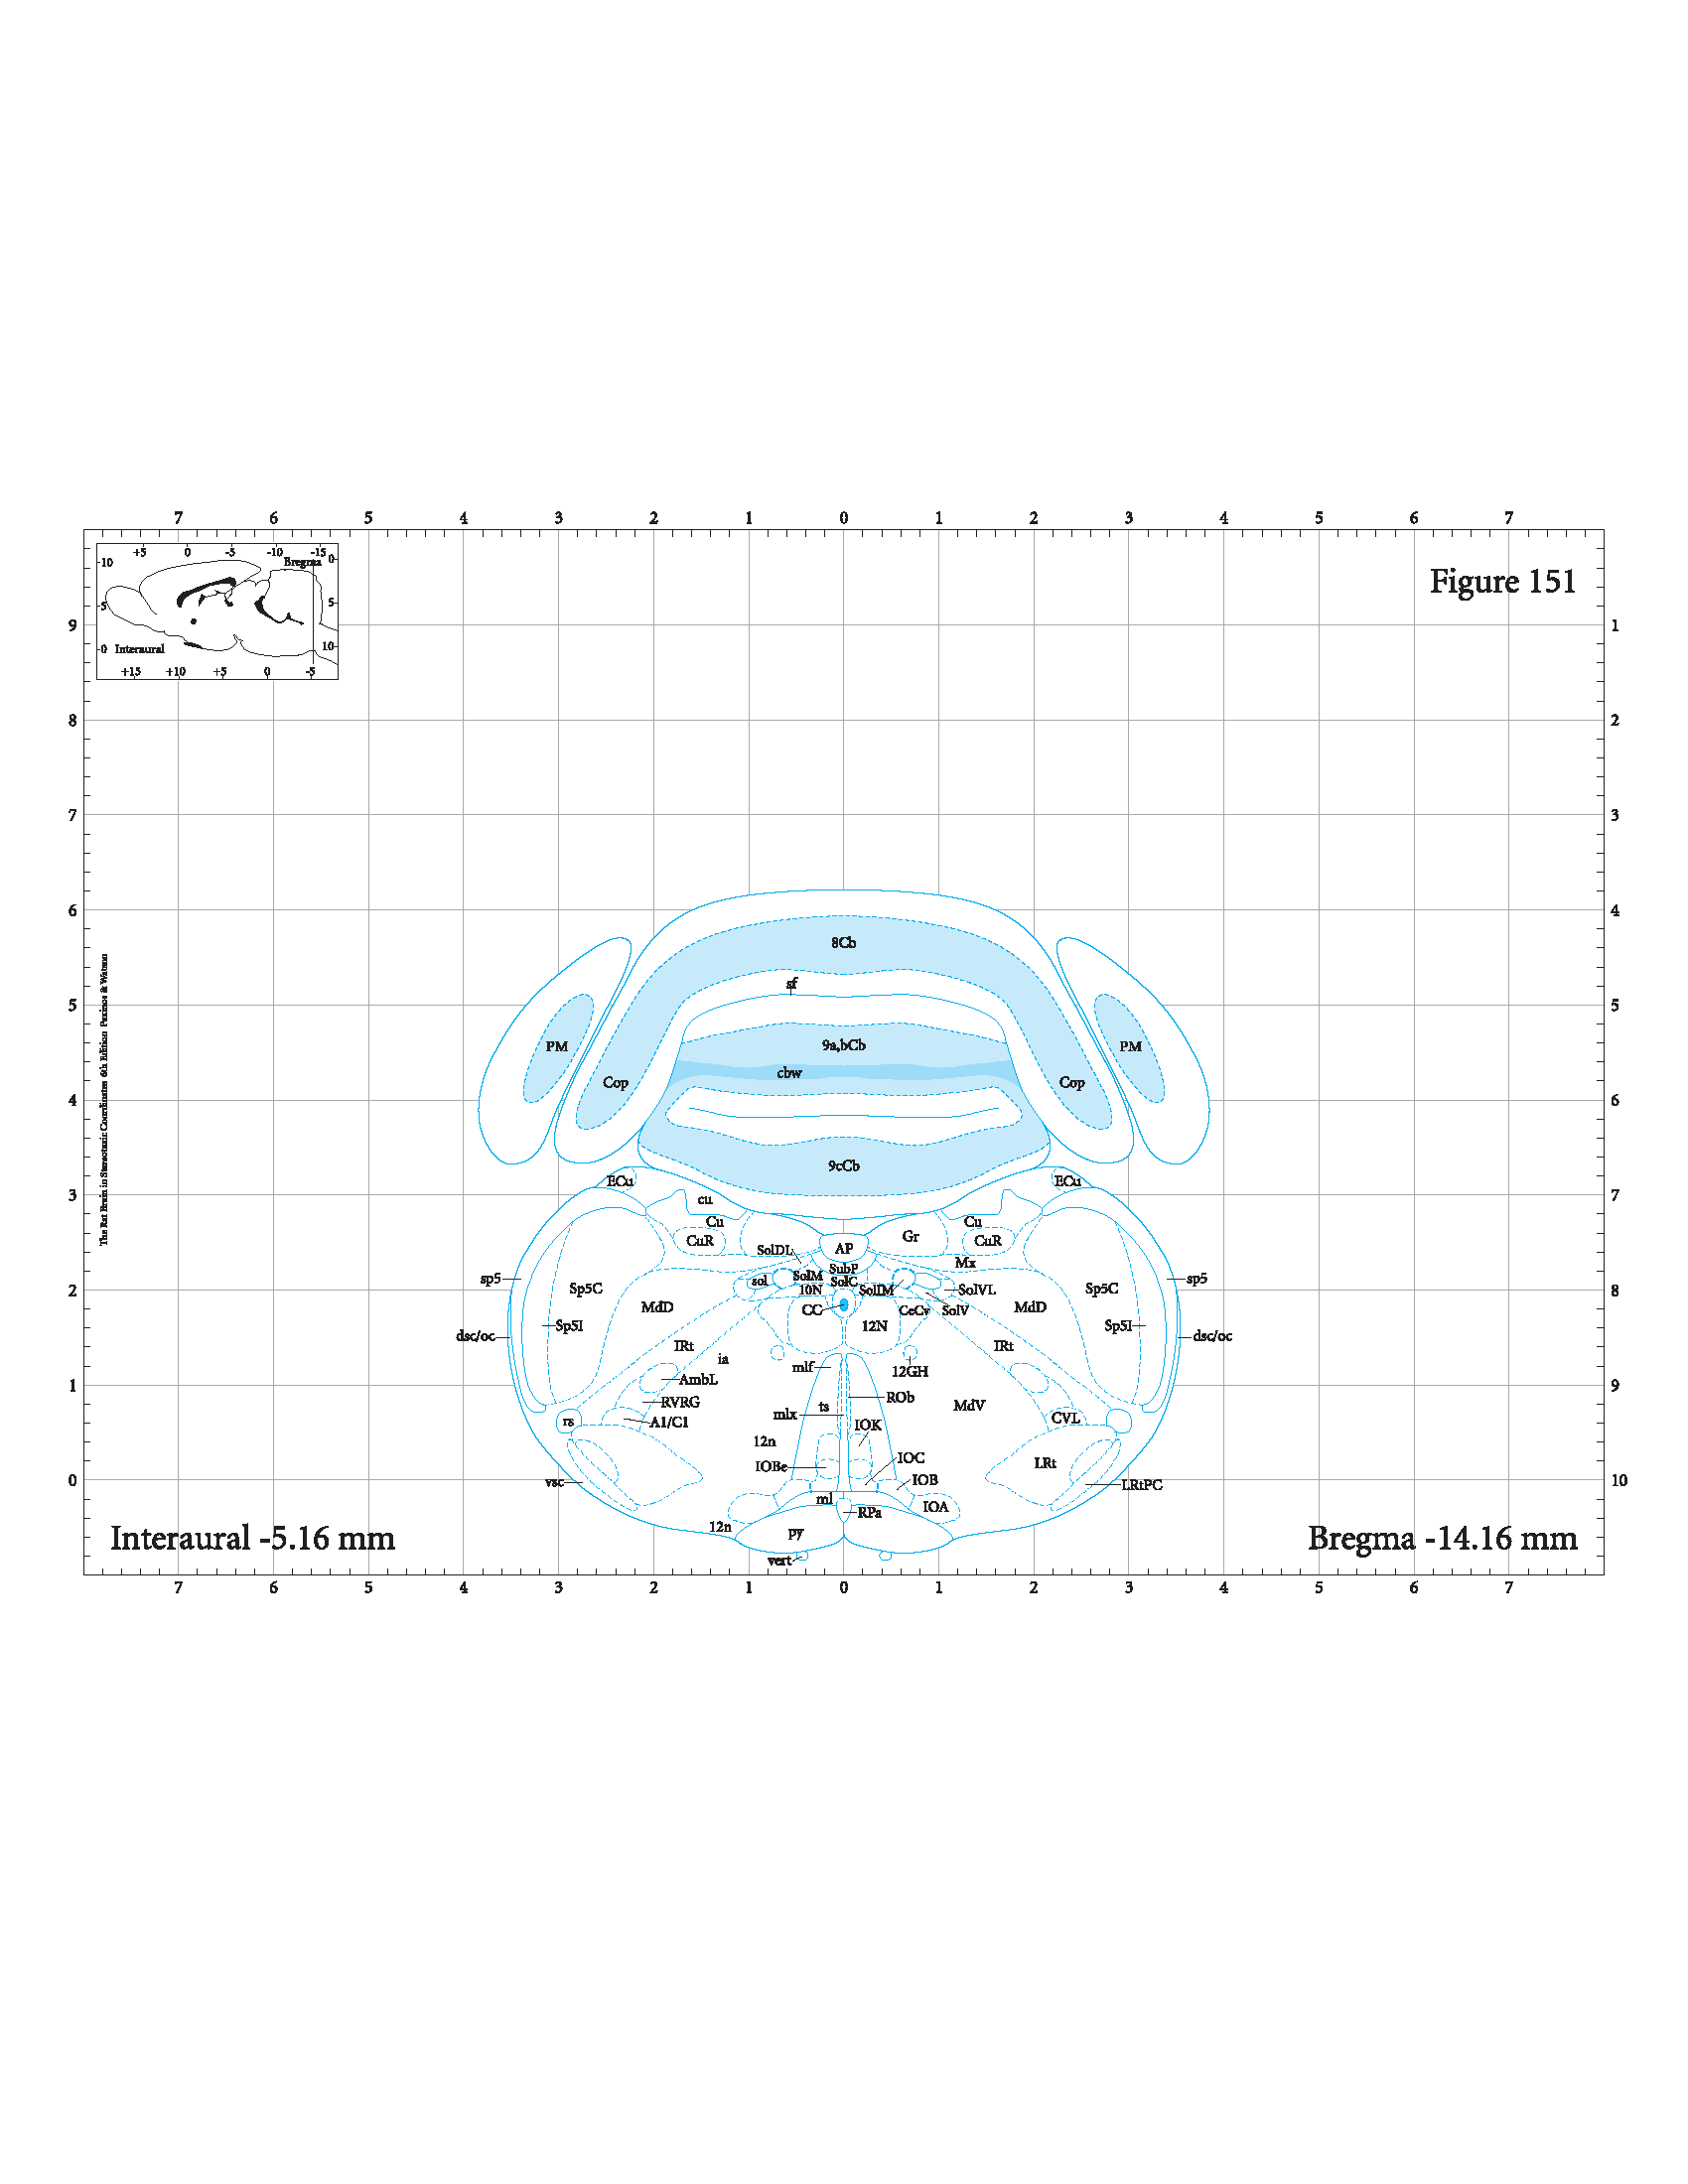 7 6 5 4 3 2 1 0 1 2 3 4 5 6 7
+5 0 -5 -10 -15
Bregma 0
10
5 5
0 Interaural 10
+15 +10 +5 0 -5
Figure 151
9 1
8 2
7 3
6 4
8Cb
The Rat Brain in Stereotaxic Coordinates 6th Edition Paxinos & Watson
sf
5 5
PM 9a,bCb PM
cbw
Cop Cop
4 6
9cCb
ECu ECu
3 7
cu
Cu Cu
CuR Gr CuR
SolDL AP
Mx
SubP
sp5 sol SolM SolC sp5
2 8
Sp5C 10N SolIM SolVL Sp5C
MdD CC CeCv SolV MdD
Sp5I 12N Sp5I
dsc/oc dsc/oc
IRt IRt
ia mlf 12GH
AmbL
1 9
RVRG ROb
ts MdV
mlx
rs A1/C1 IOK CVL
12n
IOC LRt
IOBe
0 10
vsc IOB LRtPC
ml
IOA
RPa
12n py
Interaural -5.16 mm Bregma -14.16 mm
vert
7 6 5 4 3 2 1 0 1 2 3 4 5 6 7